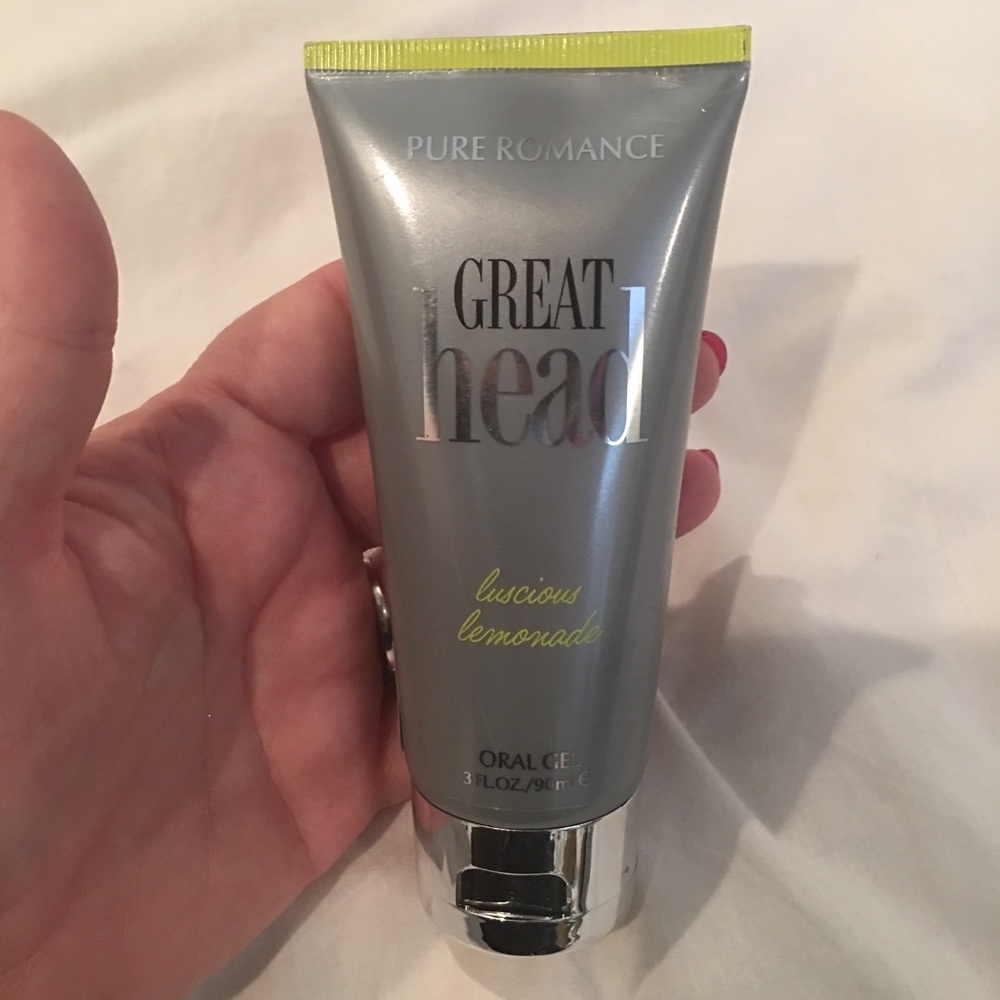 PURE ROMANCE
GREAT
head
luscious
lemonade
ORAL GEL
3 FL.OZ./90ml ℮